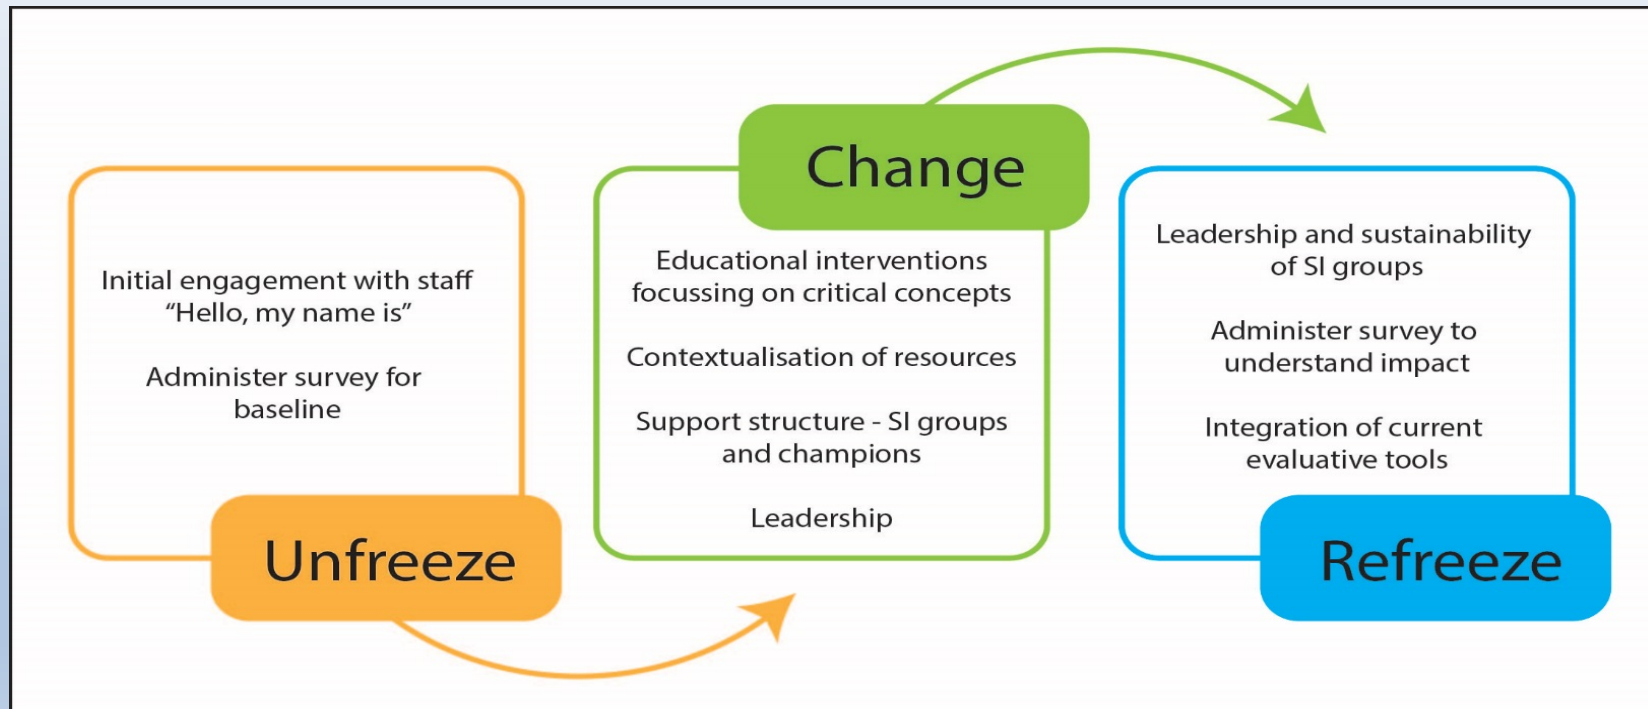 Initial engagement with staff
“Hello, my name is”
Administer survey for
baseline
Unfreeze
Change
Educational interventions
focussing on critical concepts
Contextualisation of resources
Support structure - SI groups
and champions
Leadership
Leadership and sustainability
of SI groups
Administer survey to
understand impact
Integration of current
evaluative tools
Refreeze